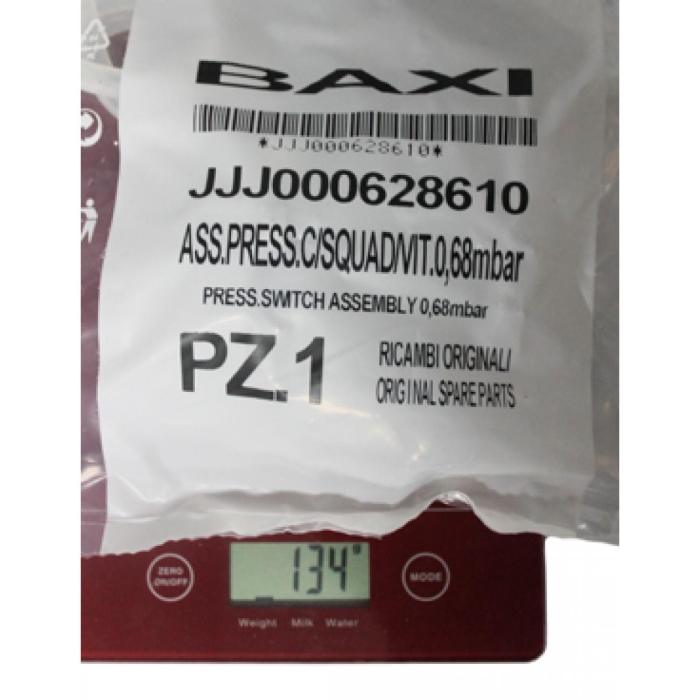 BAXI
*JJJ000628610*
JJJ000628610
ASS.PRESS.C/SQUAD/VIT.0,68mbar
PRESS.SWITCH ASSEMBLY 0,68mbar
PZ.1
RICAMBI ORIGINALI/
ORIGINAL SPARE PARTS
ZERO
ON/OFF
134g
MODE
Weight Milk Water